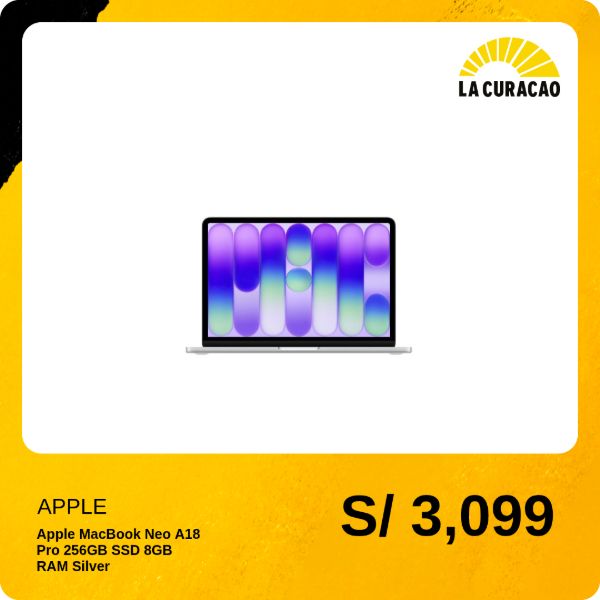 LA CURACAO
APPLE
S/ 3,099
Apple MacBook Neo A18
Pro 256GB SSD 8GB
RAM Silver